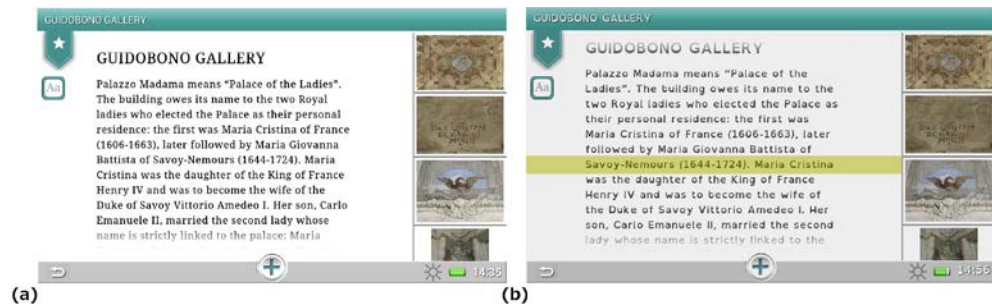 GUIDOBONO GALLERY
Aa
GUIDOBONO GALLERY
Palazzo Madama means “Palace of the Ladies”.
The building owes its name to the two Royal
ladies who elected the Palace as their personal
residence: the first was Maria Cristina of France
(1606-1663), later followed by Maria Giovanna
Battista of Savoy-Nemours (1644-1724). Maria
Cristina was the daughter of the King of France
Henry IV and was to become the wife of the
Duke of Savoy Vittorio Amedeo I. Her son, Carlo
Emanuele II, married the second lady whose
name is strictly linked to the palace: Maria
14:35
(a)
GUIDOBONO GALLERY
Aa
GUIDOBONO GALLERY
Palazzo Madama means "Palace of the
Ladies". The building owes its name to the
two Royal ladies who elected the Palace as
their personal residence: the first was
Maria Cristina of France (1606-1663), later
followed by Maria Giovanna Battista of
Savoy-Nemours (1644-1724). Maria Cristina
was the daughter of the King of France
Henry IV and was to become the wife of
the Duke of Savoy Vittorio Amedeo I. Her
son, Carlo Emanuele II, married the second
lady whose name is strictly linked to the
14:56
(b)